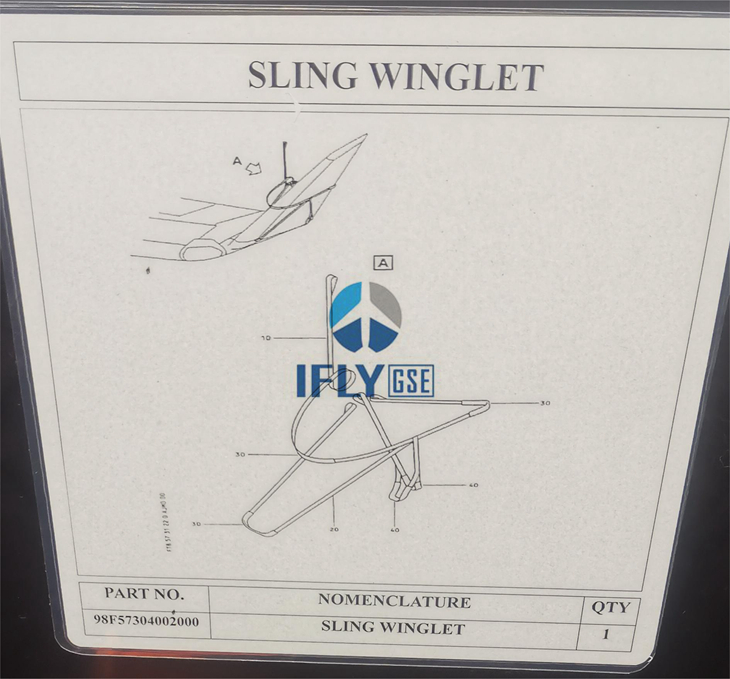 SLING WINGLET
A
A
10
IFLY GSE
30
30
40
30
20
40
PART NO. NOMENCLATURE QTY
98F57304002000 SLING WINGLET 1